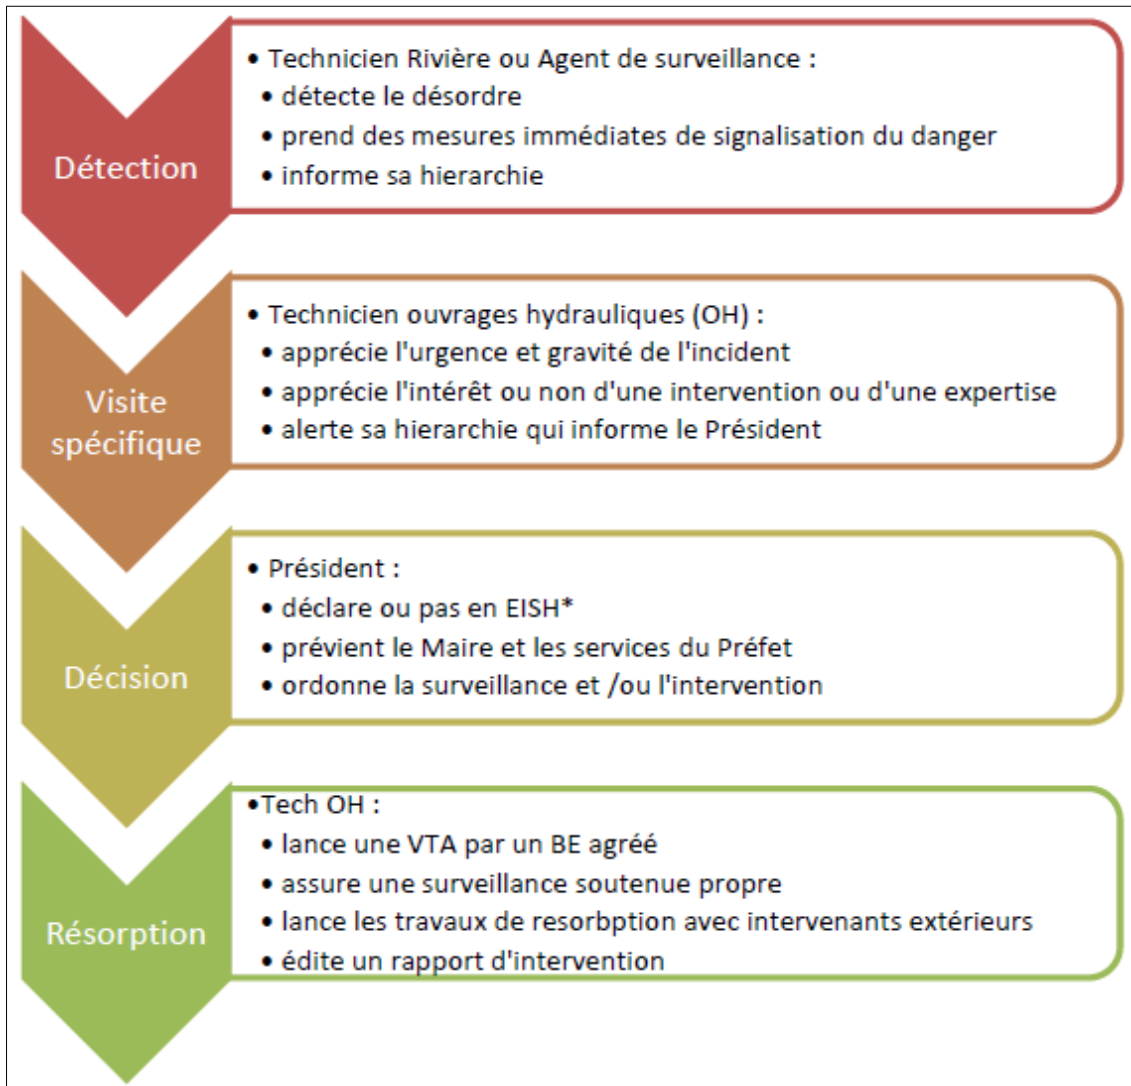 Détection
• Technicien Rivière ou Agent de surveillance :
• détecte le désordre
• prend des mesures immédiates de signalisation du danger
• informe sa hierarchie
Visite
spécifique
• Technicien ouvrages hydrauliques (OH) :
• apprécie l'urgence et gravité de l'incident
• apprécie l'intérêt ou non d'une intervention ou d'une expertise
• alerte sa hierarchie qui informe le Président
Décision
• Président :
• déclare ou pas en EISH*
• prévient le Maire et les services du Préfet
• ordonne la surveillance et /ou l'intervention
Résorption
•Tech OH :
• lance une VTA par un BE agréé
• assure une surveillance soutenue propre
• lance les travaux de resorbption avec intervenants extérieurs
• édite un rapport d'intervention